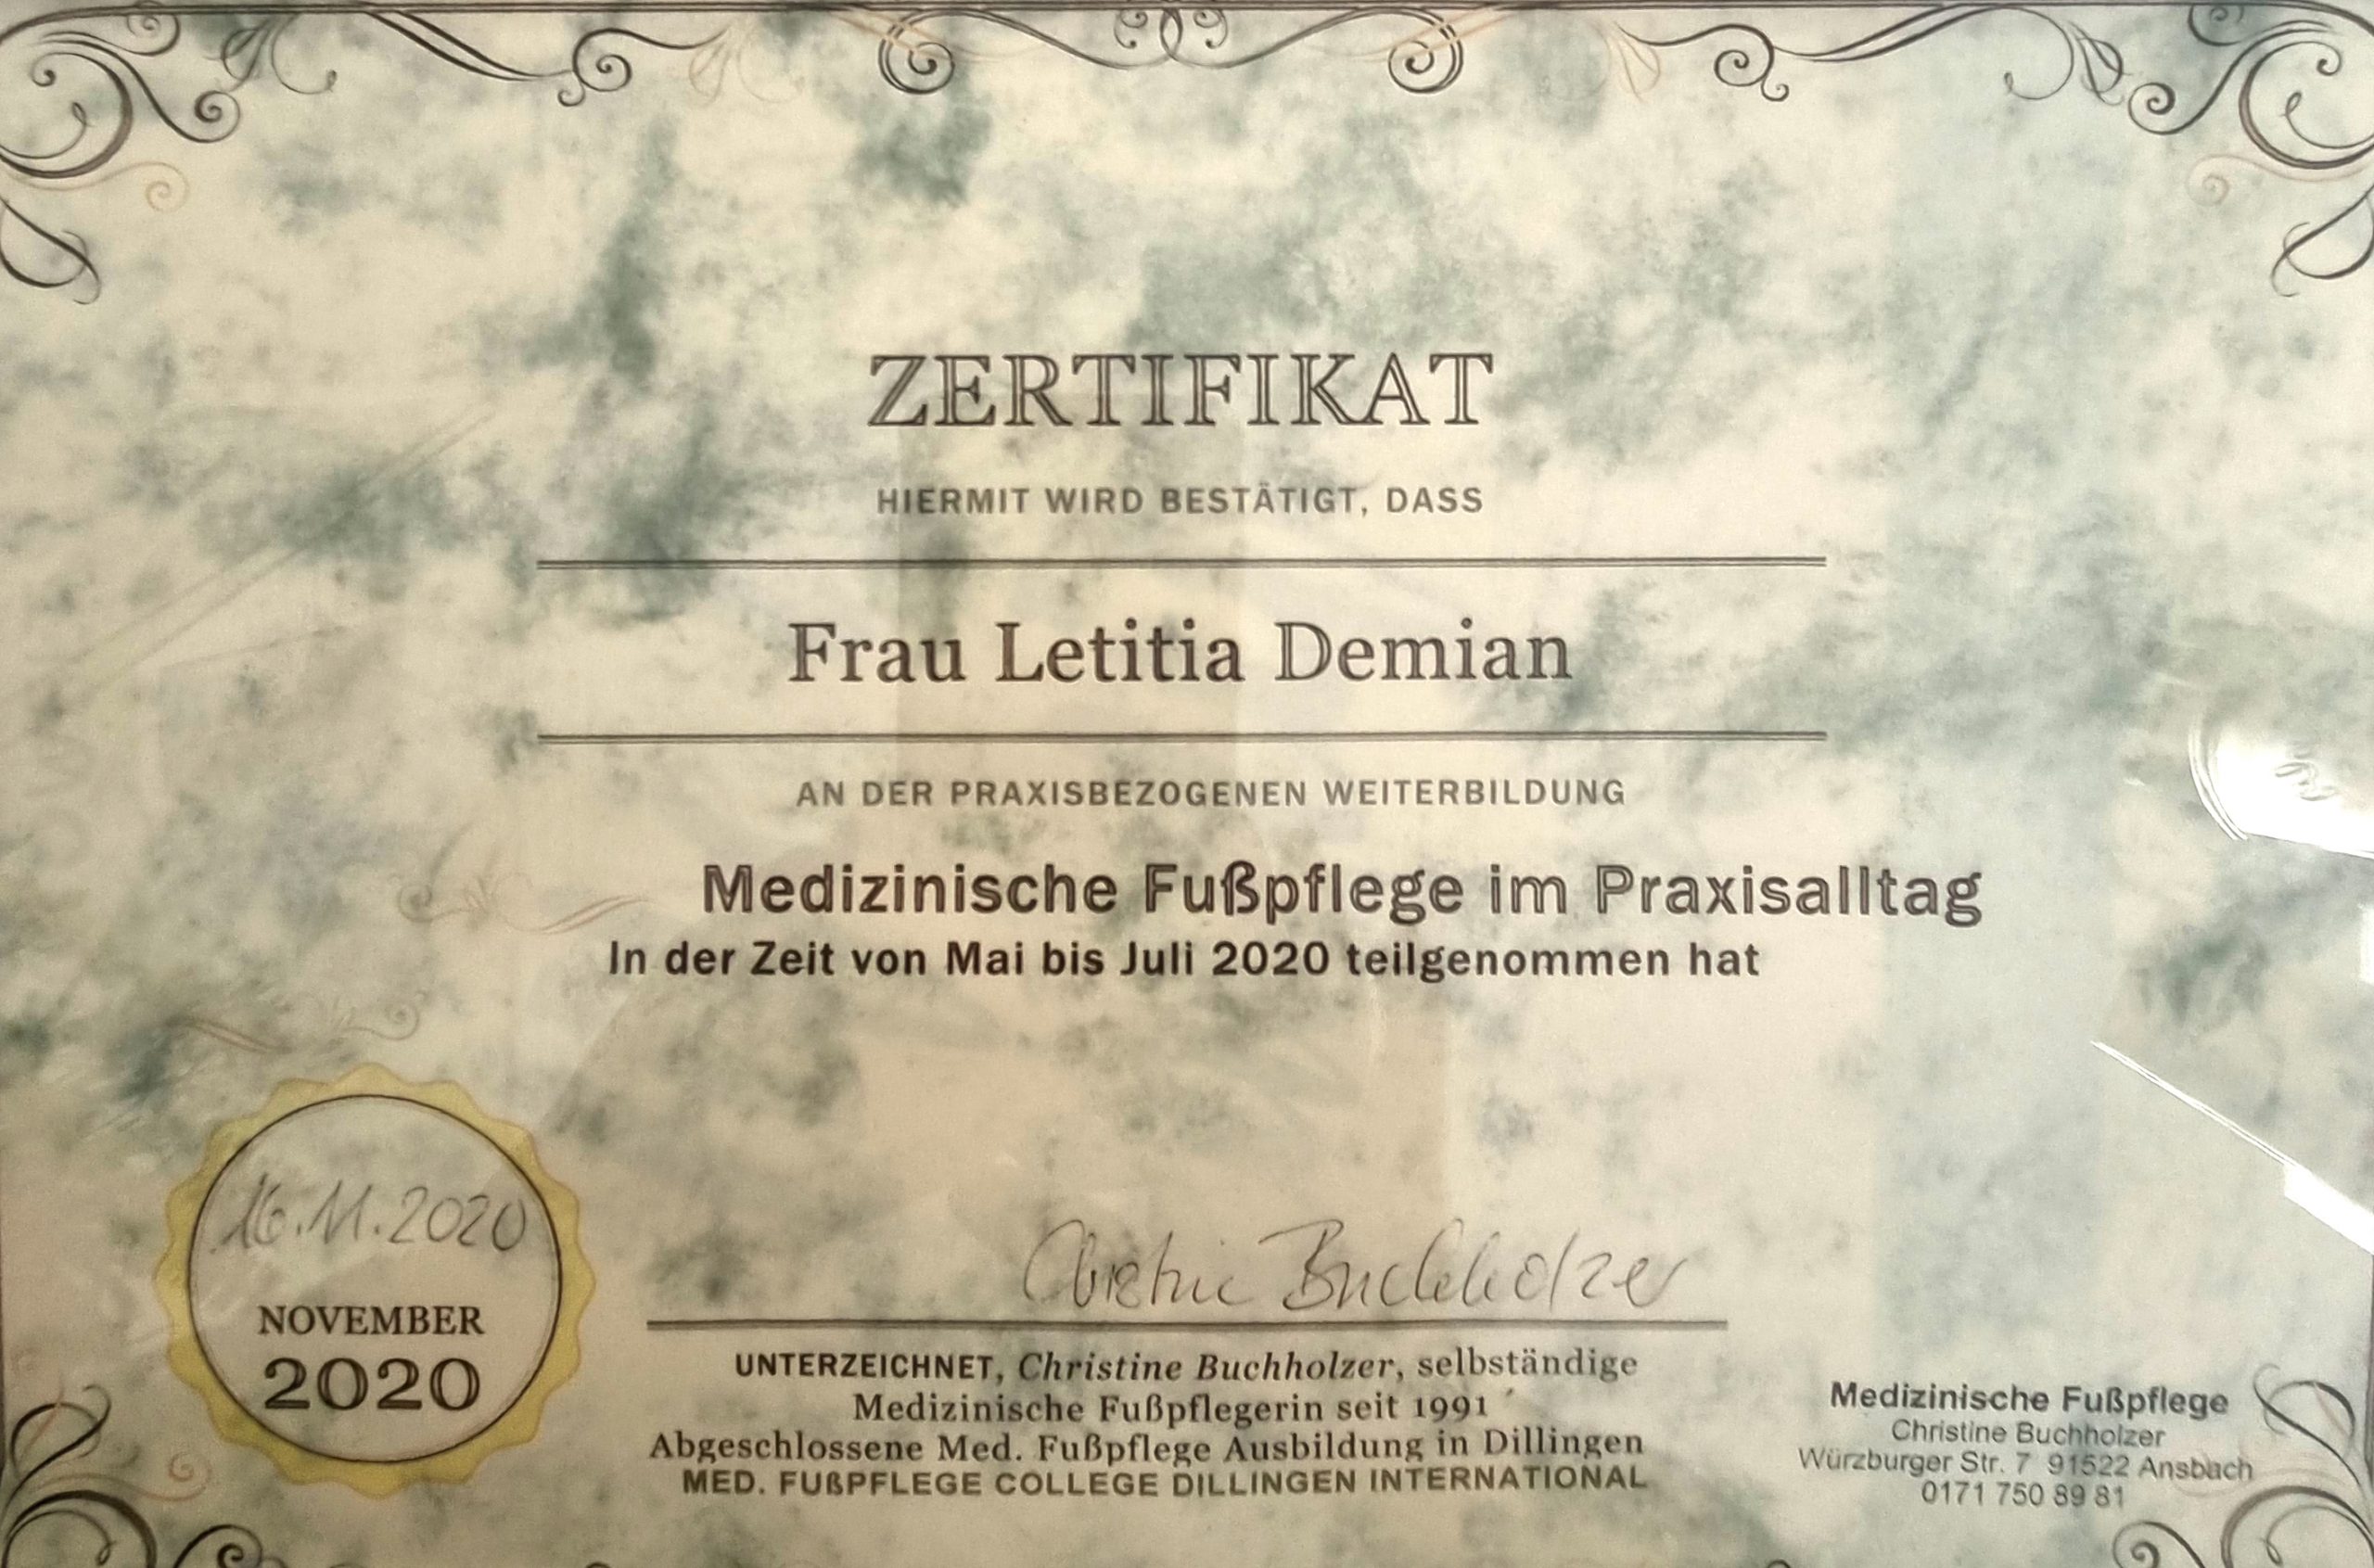 ZERTIFIKAT
HIERMIT WIRD BESTÄTIGT, DASS
Frau Letitia Demian
AN DER PRAXISBEZOGENEN WEITERBILDUNG
Medizinische Fußpflege im Praxisalltag
In der Zeit von Mai bis Juli 2020 teilgenommen hat
16.11.2020
NOVEMBER
2020
Christine Buchholzer
UNTERZEICHNET, Christine Buchholzer, selbständige
Medizinische Fußpflegerin seit 1991
Abgeschlossene Med. Fußpflege Ausbildung in Dillingen
MED. FUßPFLEGE COLLEGE DILLINGEN INTERNATIONAL
Medizinische Fußpflege
Christine Buchholzer
Würzburger Str. 7 91522 Ansbach
0171 750 89 81